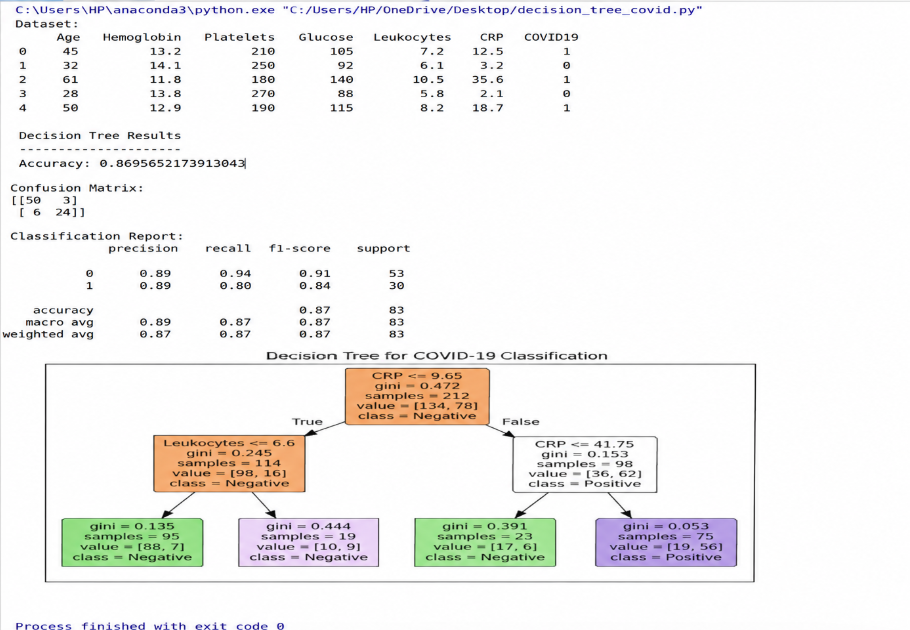 C:\Users\HP\anaconda3\python.exe "C:/Users/HP/OneDrive/Desktop/decision_tree_covid.py"
Dataset:
Age Hemoglobin Platelets Glucose Leukocytes CRP COVID19
0 45 13.2 210 105 7.2 12.5 1
1 32 14.1 250 92 6.1 3.2 0
2 61 11.8 180 140 10.5 35.6 1
3 28 13.8 270 88 5.8 2.1 0
4 50 12.9 190 115 8.2 18.7 1
Decision Tree Results
---------------------
Accuracy: 0.8695652173913043
Confusion Matrix:
[[50 3]
[ 6 24]]
Classification Report:
precision recall f1-score support
0 0.89 0.94 0.91 53
1 0.89 0.80 0.84 30
accuracy 0.87 83
macro avg 0.89 0.87 0.87 83
weighted avg 0.87 0.87 0.87 83
Decision Tree for COVID-19 Classification
CRP <= 9.65
gini = 0.472
samples = 212
value = [134, 78]
class = Negative
True
False
Leukocytes <= 6.6
gini = 0.245
samples = 114
value = [98, 16]
class = Negative
CRP <= 41.75
gini = 0.153
samples = 98
value = [36, 62]
class = Positive
gini = 0.135
samples = 95
value = [88, 7]
class = Negative
gini = 0.444
samples = 19
value = [10, 9]
class = Negative
gini = 0.391
samples = 23
value = [17, 6]
class = Negative
gini = 0.053
samples = 75
value = [19, 56]
class = Positive
Process finished with exit code 0